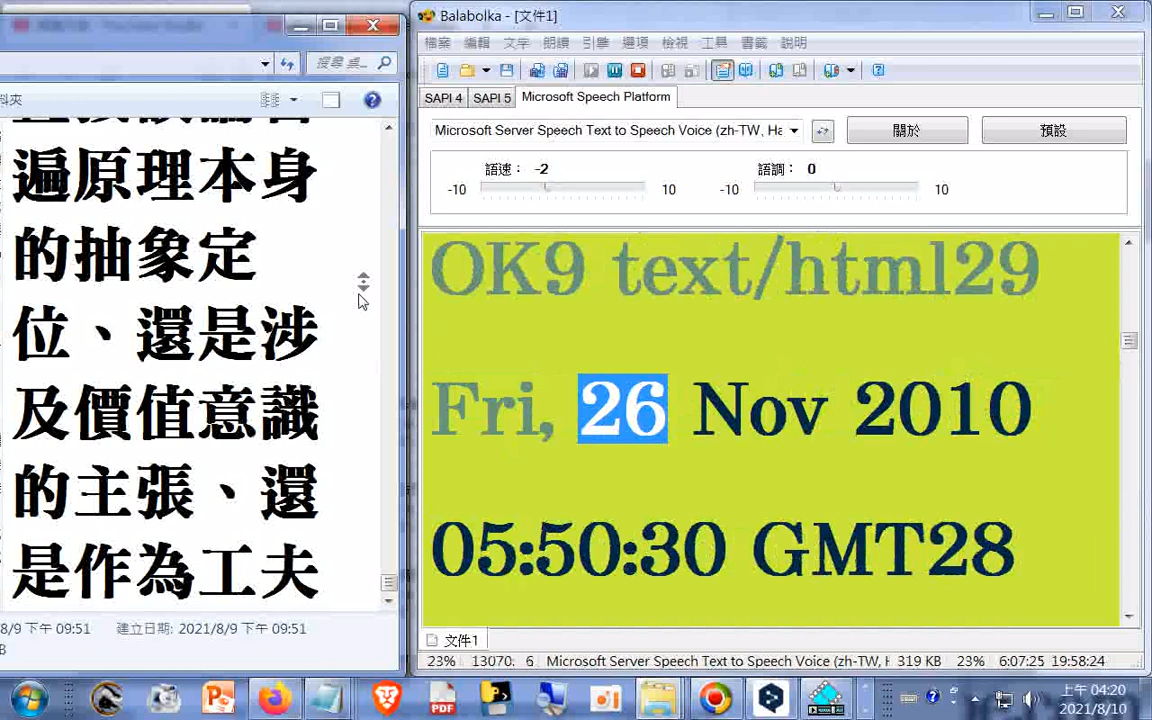 搜尋 桌...
料夾
遍原理本身
的抽象定
位、還是涉
及價值意識
的主張、還
是作為工夫
8/9 下午 09:51 建立日期: 2021/8/9 下午 09:51
B
Balabolka - [文件1]
檔案 編輯 文字 朗讀 引擎 選項 檢視 工具 書籤 說明
SAPI 4 SAPI 5 Microsoft Speech Platform
Microsoft Server Speech Text to Speech Voice (zh-TW, Ha
關於 預設
語速： -2 語調： 0
-10 10 -10 10
OK9 text/html29
Fri, 26 Nov 2010
05:50:30 GMT28
文件1
23% 13070: 6 Microsoft Server Speech Text to Speech Voice (zh-TW, H 319 KB 23% 6:07:25 19:58:24
PDF
上午 04:20
2021/8/10